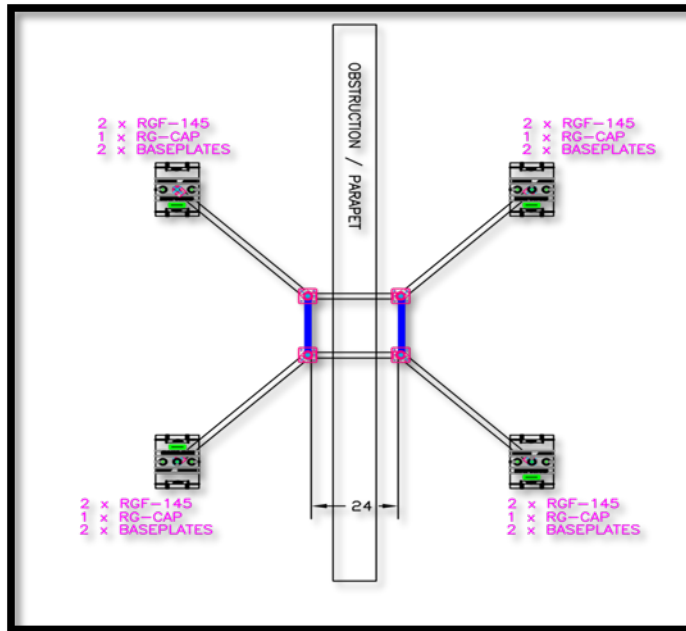 OBSTRUCTION / PARAPET
2 x RGF-145
1 x RG-CAP
2 x BASEPLATES
2 x RGF-145
1 x RG-CAP
2 x BASEPLATES
24
2 x RGF-145
1 x RG-CAP
2 x BASEPLATES
2 x RGF-145
1 x RG-CAP
2 x BASEPLATES